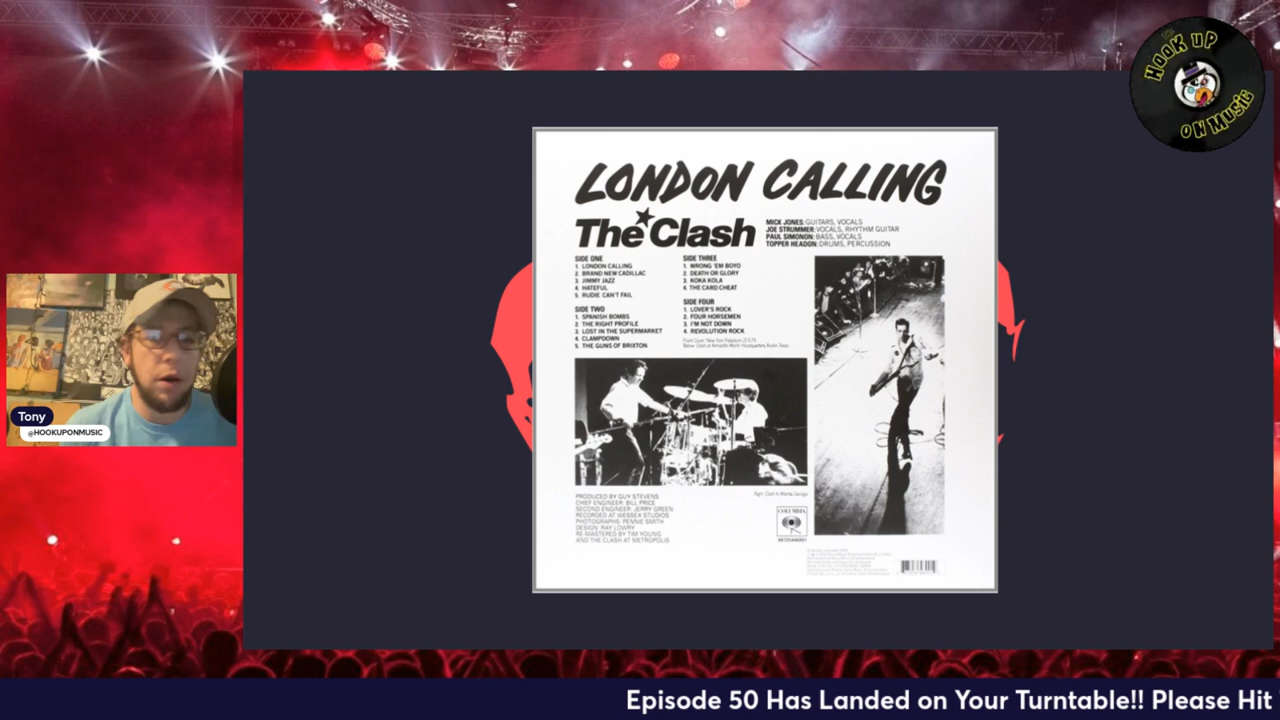 HOOK UP
ON MUSIC
LONDON CALLING
The Clash
MICK JONES: GUITARS, VOCALS
JOE STRUMMER: VOCALS, RHYTHM GUITAR
PAUL SIMONON: BASS, VOCALS
TOPPER HEADON: DRUMS, PERCUSSION
SIDE ONE
1. LONDON CALLING
2. BRAND NEW CADILLAC
3. JIMMY JAZZ
4. HATEFUL
5. RUDIE CAN'T FAIL
SIDE TWO
1. SPANISH BOMBS
2. THE RIGHT PROFILE
3. LOST IN THE SUPERMARKET
4. CLAMPDOWN
5. THE GUNS OF BRIXTON
SIDE THREE
1. WRONG 'EM BOYO
2. DEATH OR GLORY
3. KOKA KOLA
4. THE CARD CHEAT
SIDE FOUR
1. LOVER'S ROCK
2. FOUR HORSEMEN
3. I'M NOT DOWN
4. REVOLUTION ROCK
PRODUCED BY GUY STEVENS
CHIEF ENGINEER: BILL PRICE
SECOND ENGINEER: JERRY GREEN
RECORDED AT WESSEX STUDIOS
PHOTOGRAPHS: PENNIE SMITH
DESIGN: RAY LOWRY
RE-MASTERED BY TIM YOUNG
AND THE CLASH AT METROPOLIS
COLUMBIA
Tony
@HOOKUPONMUSIC
Episode 50 Has Landed on Your Turntable!! Please Hit